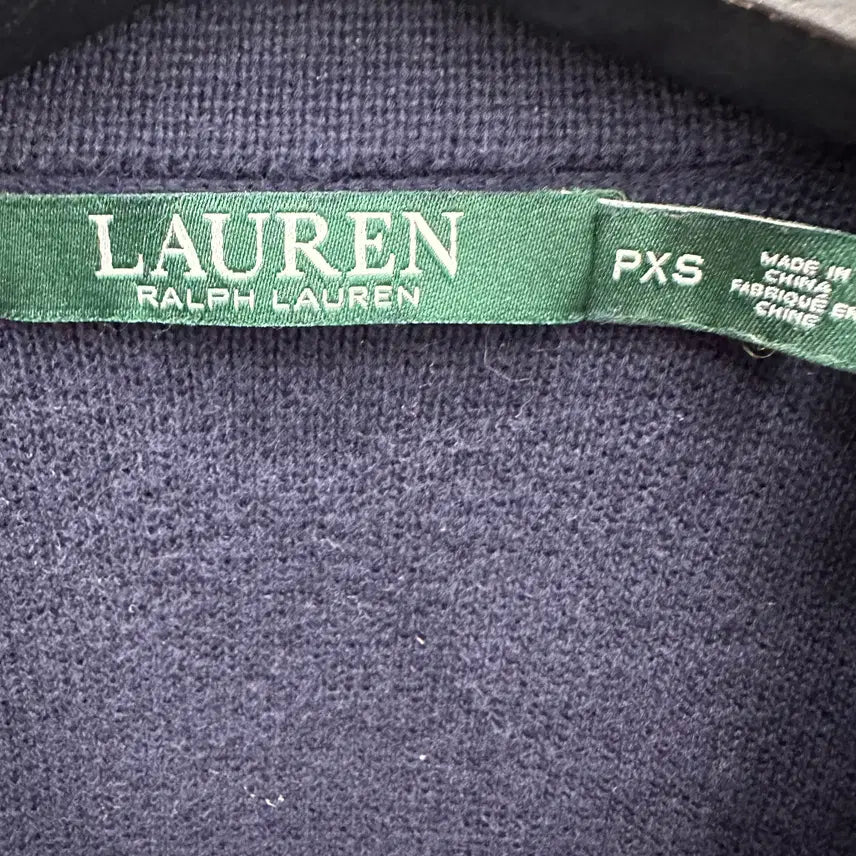 LAUREN
RALPH LAUREN
PXS
MADE IN
CHINA
FABRIQUÉ EN
CHINE